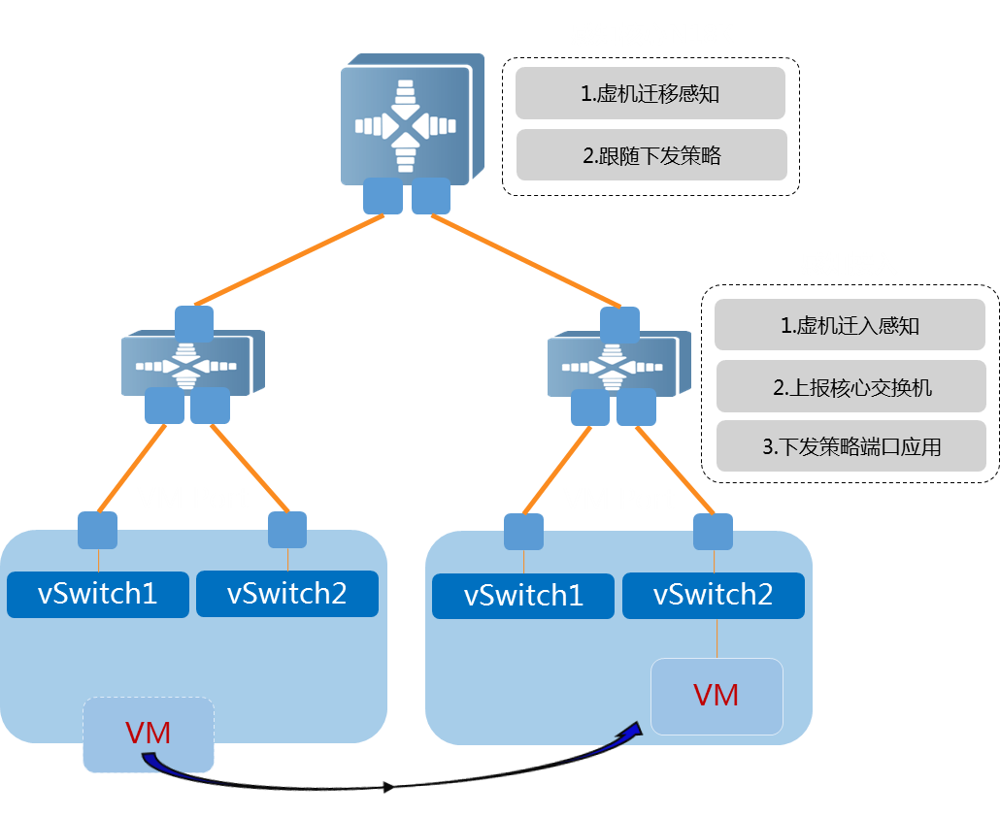 1.虚机迁移感知
2.跟随下发策略
1.虚机迁入感知
2.上报核心交换机
3.下发策略端口应用
vSwitch1
vSwitch2
vSwitch1
vSwitch2
VM
VM